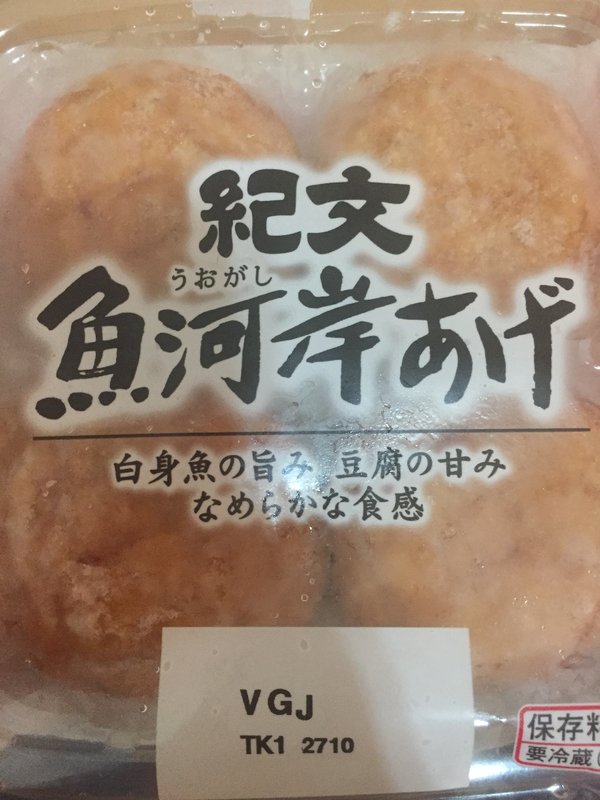 紀文
うおがし
魚河岸あげ
白身魚の旨み 豆腐の甘み
なめらかな食感
VGJ
TK1 2710
保存料
要冷蔵(